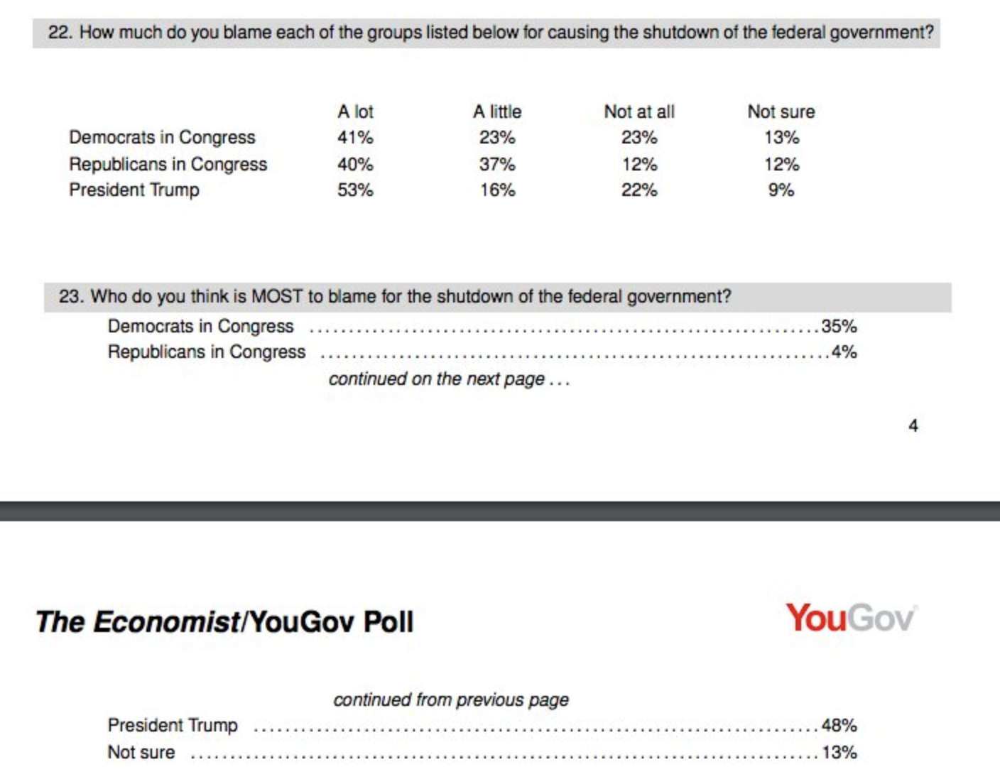 22. How much do you blame each of the groups listed below for causing the shutdown of the federal government?
A lot A little Not at all Not sure
Democrats in Congress 41% 23% 23% 13%
Republicans in Congress 40% 37% 12% 12%
President Trump 53% 16% 22% 9%
23. Who do you think is MOST to blame for the shutdown of the federal government?
Democrats in Congress ........................................................... 35%
Republicans in Congress ........................................................... 4%
continued on the next page ...
4
The Economist/YouGov Poll YouGov
continued from previous page
President Trump ........................................................... 48%
Not sure ........................................................... 13%